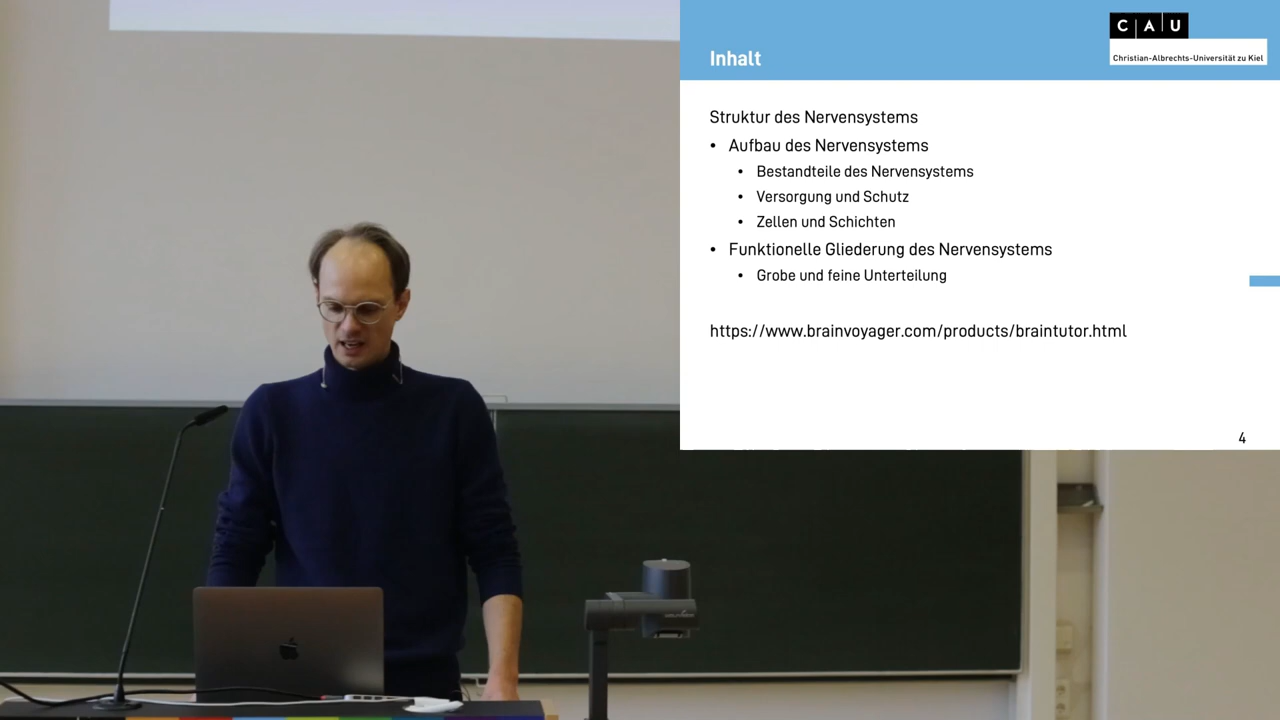 Inhalt
CAU
Christian-Albrechts-Universität zu Kiel
Struktur des Nervensystems
• Aufbau des Nervensystems
• Bestandteile des Nervensystems
• Versorgung und Schutz
• Zellen und Schichten
• Funktionelle Gliederung des Nervensystems
• Grobe und feine Unterteilung
https://www.brainvoyager.com/products/braintutor.html
4